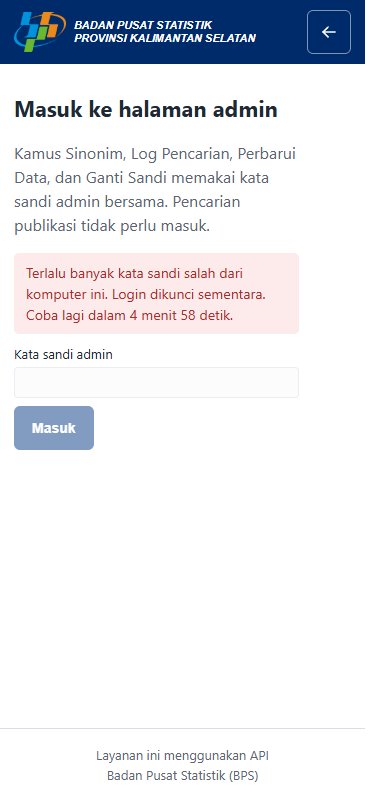 BADAN PUSAT STATISTIK
PROVINSI KALIMANTAN SELATAN
Masuk ke halaman admin
Kamus Sinonim, Log Pencarian, Perbarui
Data, dan Ganti Sandi memakai kata
sandi admin bersama. Pencarian
publikasi tidak perlu masuk.
Terlalu banyak kata sandi salah dari
komputer ini. Login dikunci sementara.
Coba lagi dalam 4 menit 58 detik.
Kata sandi admin
Masuk
Layanan ini menggunakan API
Badan Pusat Statistik (BPS)